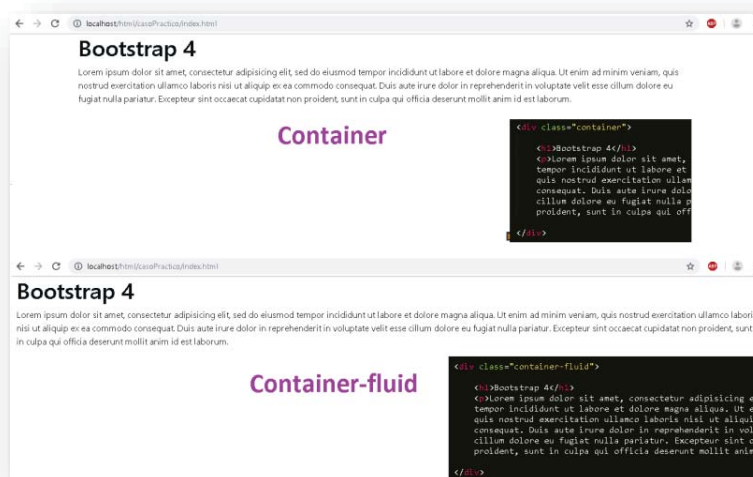 localhost/html/casoPractico/index.html
Bootstrap 4
Lorem ipsum dolor sit amet, consectetur adipisicing elit, sed do eiusmod tempor incididunt ut labore et dolore magna aliqua. Ut enim ad minim veniam, quis
nostrud exercitation ullamco laboris nisi ut aliquip ex ea commodo consequat. Duis aute irure dolor in reprehenderit in voluptate velit esse cillum dolore eu
fugiat nulla pariatur. Excepteur sint occaecat cupidatat non proident, sunt in culpa qui officia deserunt mollit anim id est laborum.
Container
<div class="container">
<h1>Bootstrap 4</h1>
<p>Lorem ipsum dolor sit amet,
tempor incididunt ut labore et
quis nostrud exercitation ullam
consequat. Duis aute irure dolo
cillum dolore eu fugiat nulla p
proident, sunt in culpa qui off
</div>
localhost/html/casoPractico/index.html
Bootstrap 4
Lorem ipsum dolor sit amet, consectetur adipisicing elit, sed do eiusmod tempor incididunt ut labore et dolore magna aliqua. Ut enim ad minim veniam, quis nostrud exercitation ullamco labori
nisi ut aliquip ex ea commodo consequat. Duis aute irure dolor in reprehenderit in voluptate velit esse cillum dolore eu fugiat nulla pariatur. Excepteur sint occaecat cupidatat non proident, sunt
in culpa qui officia deserunt mollit anim id est laborum.
Container-fluid
<div class="container-fluid">
<h1>Bootstrap 4</h1>
<p>Lorem ipsum dolor sit amet, consectetur adipisicing e
tempor incididunt ut labore et dolore magna aliqua. Ut e
quis nostrud exercitation ullamco laboris nisi ut aliqui
consequat. Duis aute irure dolor in reprehenderit in vol
cillum dolore eu fugiat nulla pariatur. Excepteur sint o
proident, sunt in culpa qui officia deserunt mollit anim
</div>